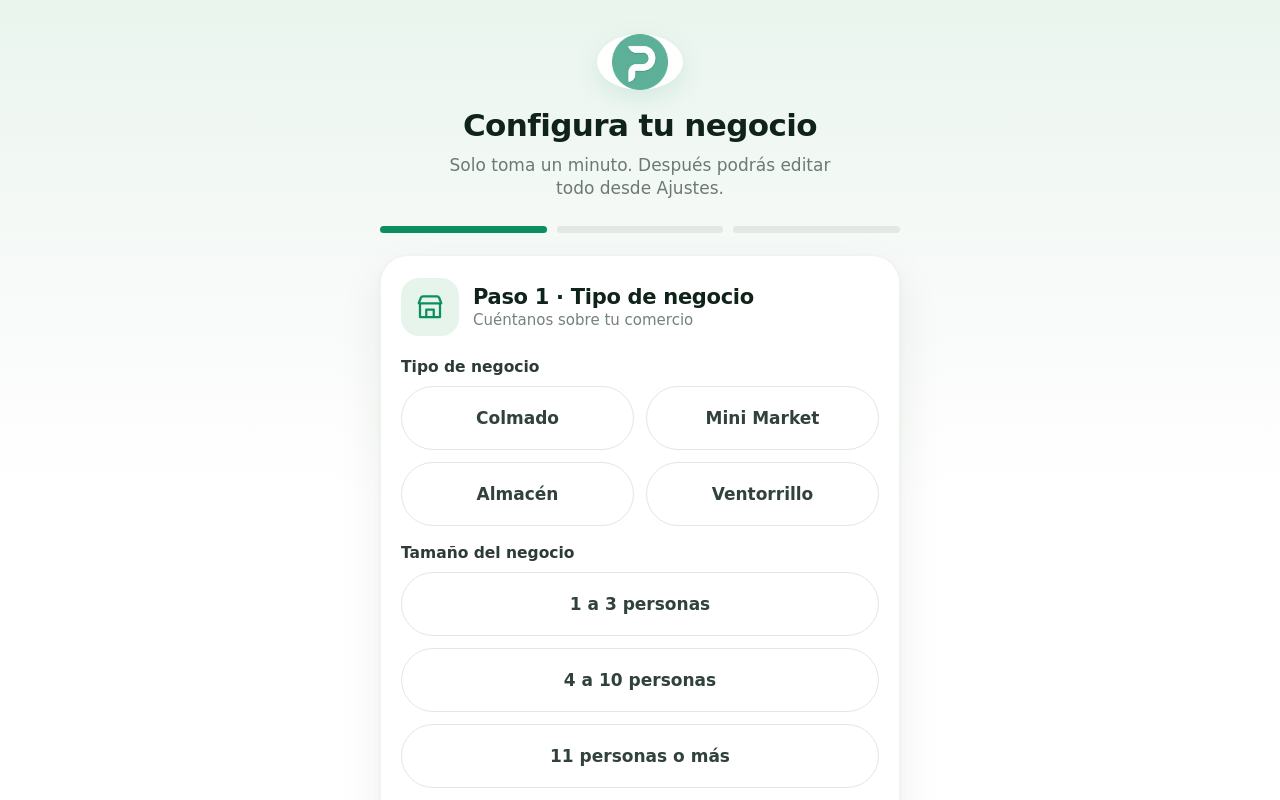 Configura tu negocio
Solo toma un minuto. Después podrás editar
todo desde Ajustes.
Paso 1 · Tipo de negocio
Cuéntanos sobre tu comercio
Tipo de negocio
Colmado
Mini Market
Almacén
Ventorrillo
Tamaño del negocio
1 a 3 personas
4 a 10 personas
11 personas o más